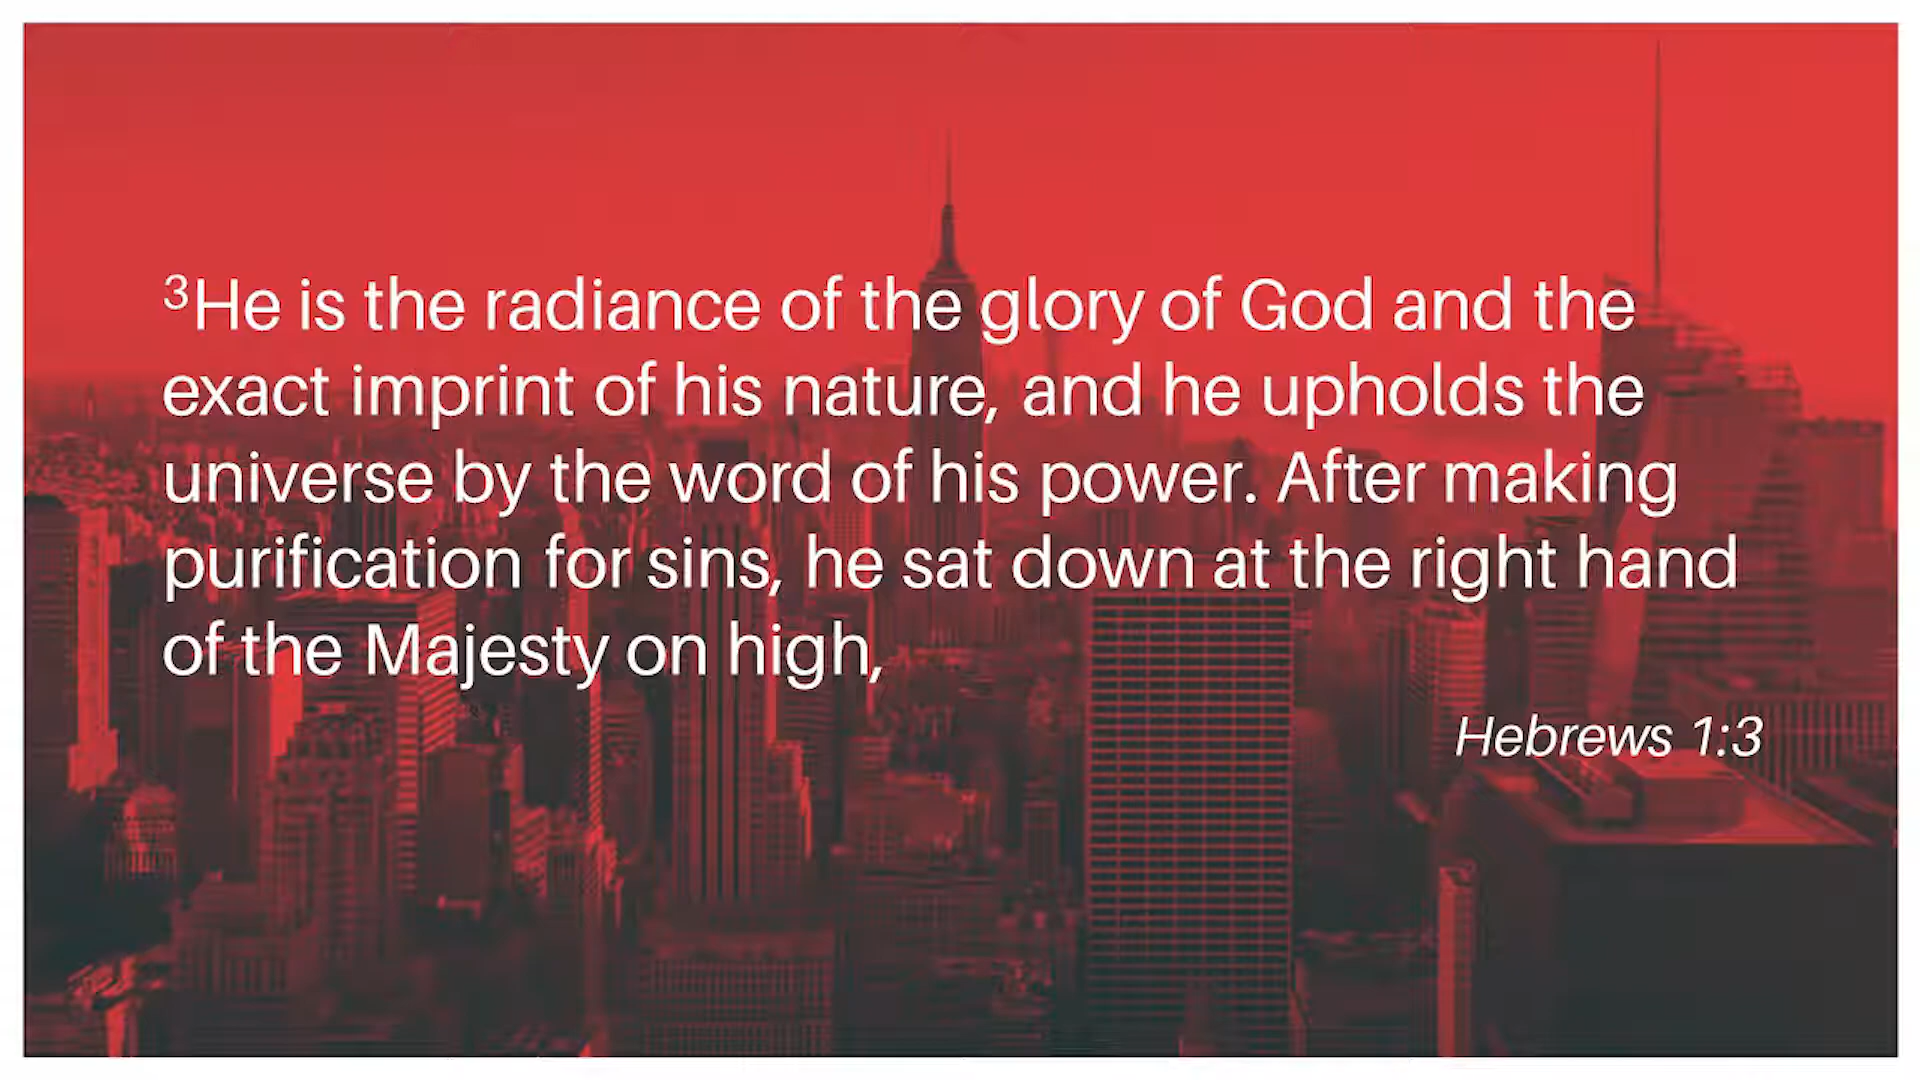 ³He is the radiance of the glory of God and the
exact imprint of his nature, and he upholds the
universe by the word of his power. After making
purification for sins, he sat down at the right hand
of the Majesty on high,
Hebrews 1:3